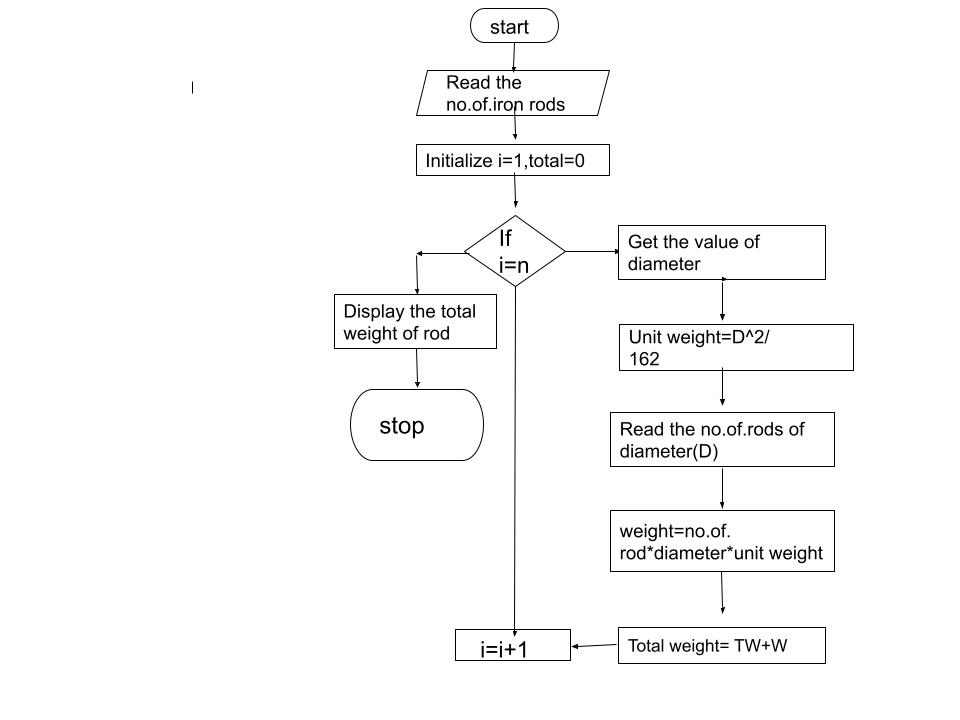 start
Read the
no.of.iron rods
Initialize i=1,total=0
If
i=n
Get the value of
diameter
Display the total
weight of rod
Unit weight=D^2/
162
stop
Read the no.of.rods of
diameter(D)
weight=no.of.
rod*diameter*unit weight
Total weight= TW+W
i=i+1